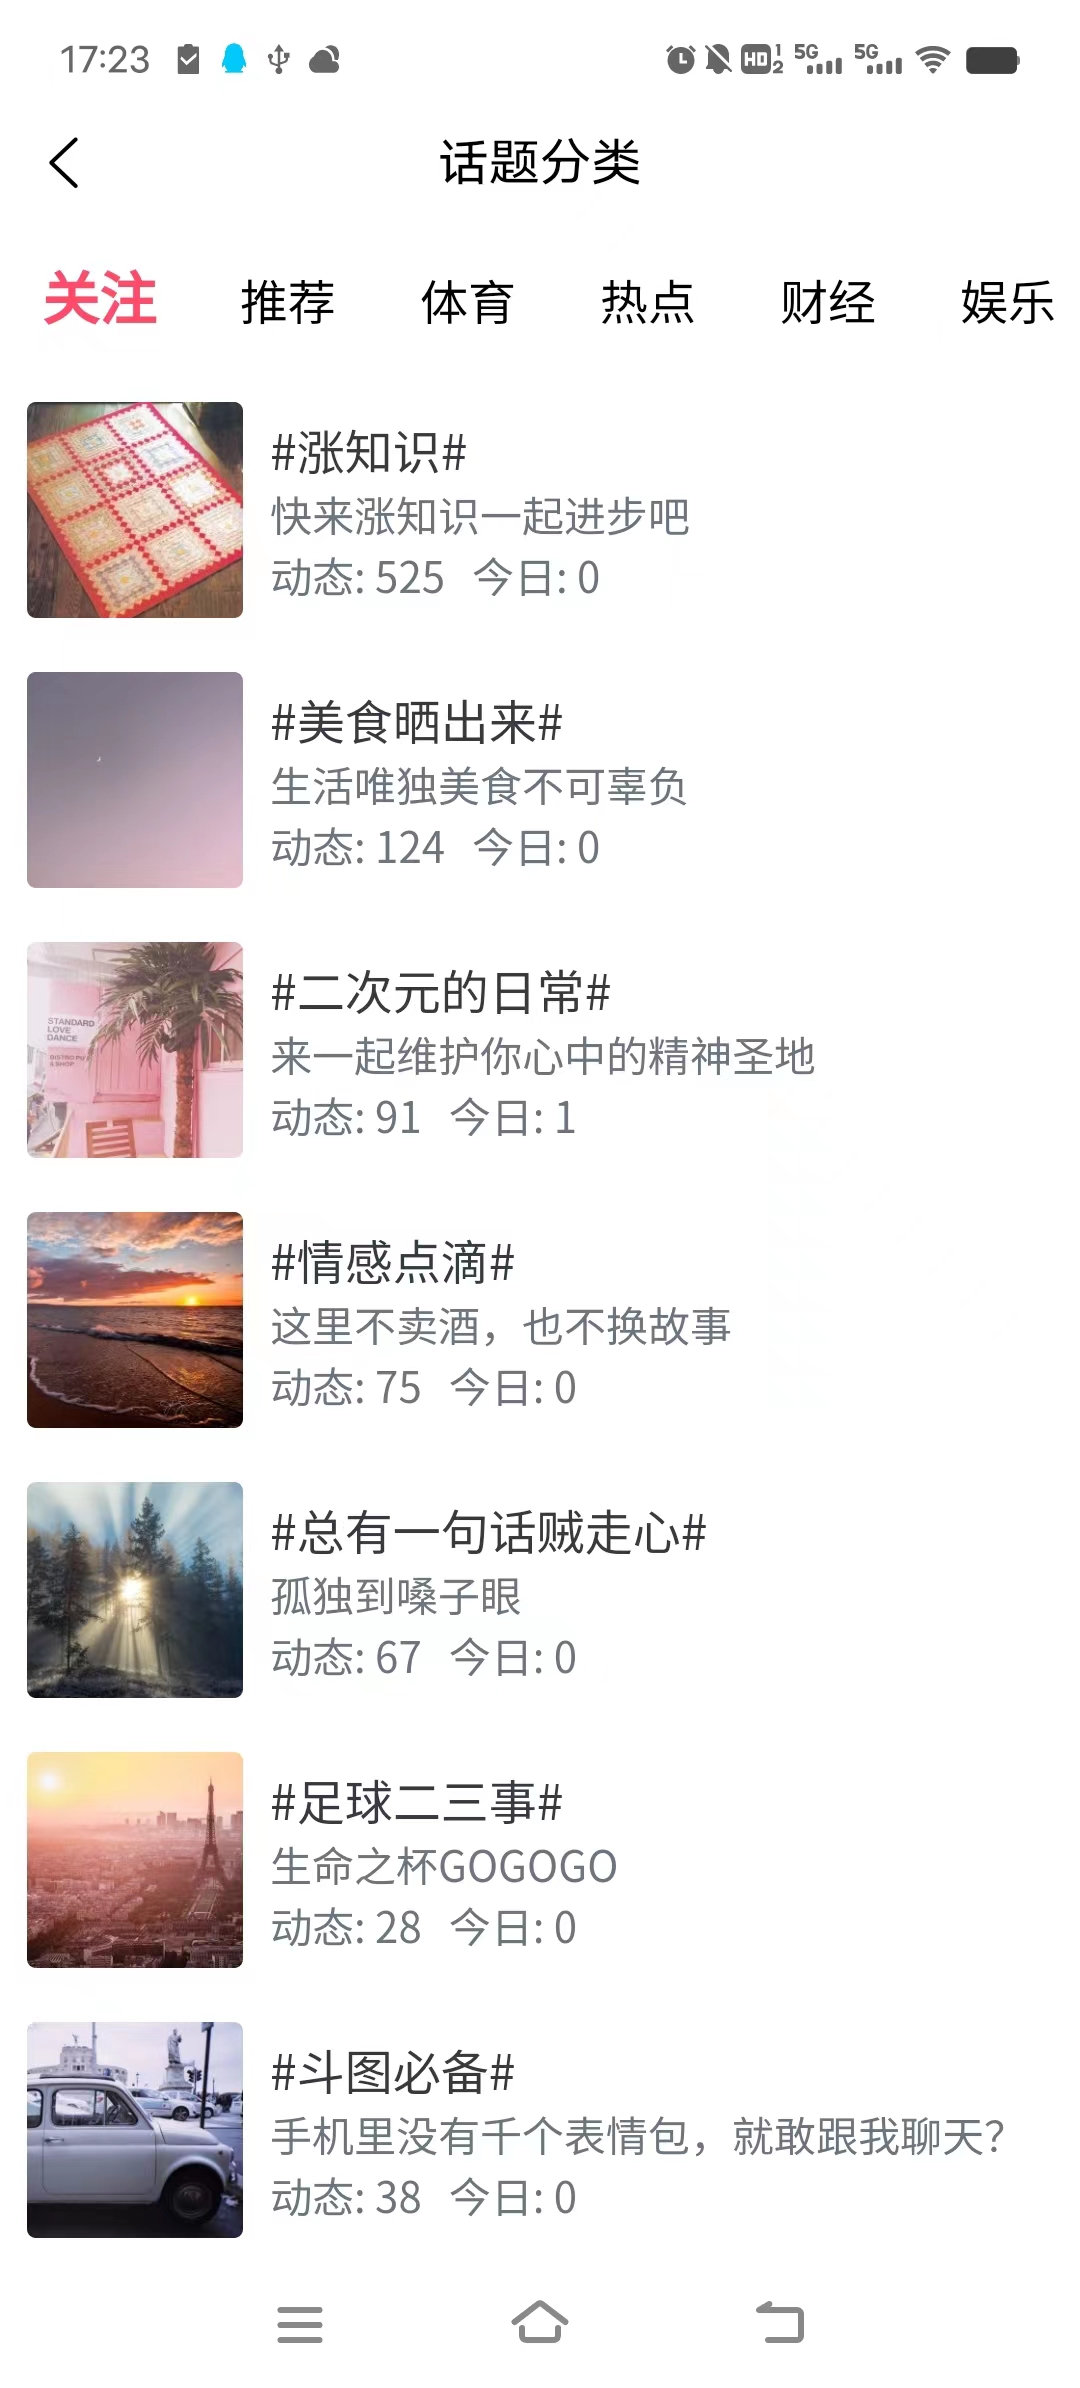 17:23
HD 1 2 5G 5G
话题分类
关注 推荐 体育 热点 财经 娱乐
#涨知识#
快来涨知识一起进步吧
动态: 525 今日: 0
#美食晒出来#
生活唯独美食不可辜负
动态: 124 今日: 0
STANDARD
LOVE
DANCE
#二次元的日常#
来一起维护你心中的精神圣地
动态: 91 今日: 1
#情感点滴#
这里不卖酒，也不换故事
动态: 75 今日: 0
#总有一句话贼走心#
孤独到嗓子眼
动态: 67 今日: 0
#足球二三事#
生命之杯GOGOGO
动态: 28 今日: 0
#斗图必备#
手机里没有千个表情包，就敢跟我聊天?
动态: 38 今日: 0